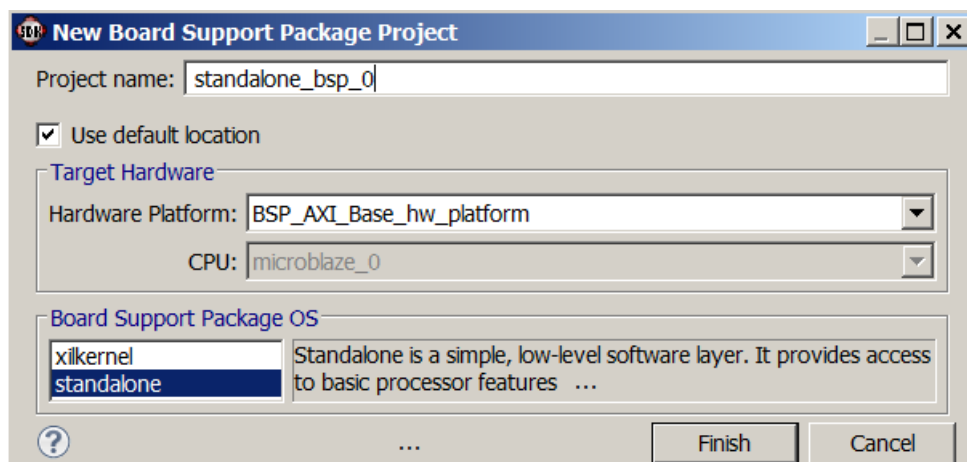 SDK New Board Support Package Project
Project name: standalone_bsp_0
Use default location
Target Hardware
Hardware Platform: BSP_AXI_Base_hw_platform
CPU: microblaze_0
Board Support Package OS
xilkernel
standalone
Standalone is a simple, low-level software layer. It provides access
to basic processor features ...
? ... Finish Cancel